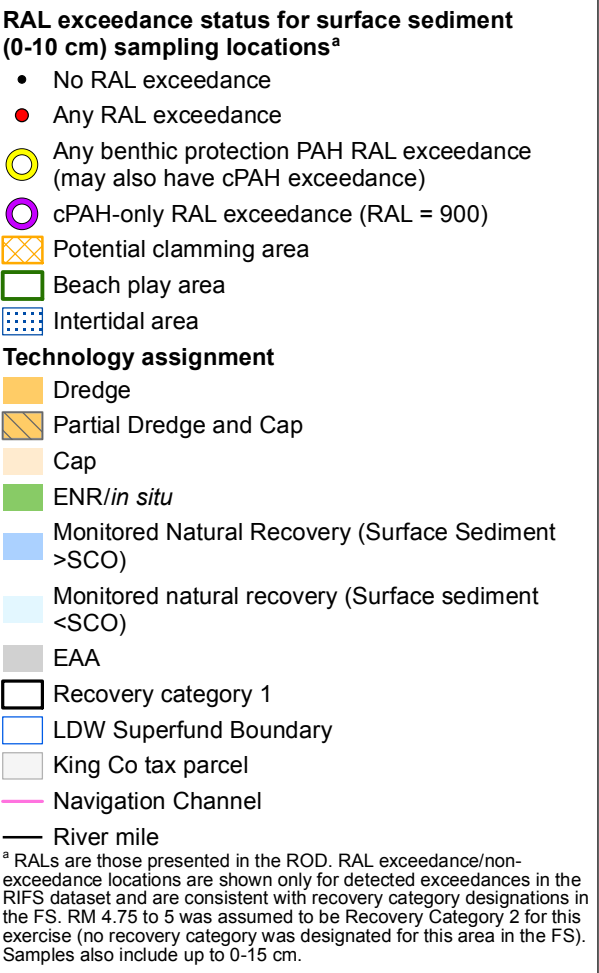 RAL exceedance status for surface sediment
(0-10 cm) sampling locationsᵃ
No RAL exceedance
Any RAL exceedance
Any benthic protection PAH RAL exceedance
(may also have cPAH exceedance)
cPAH-only RAL exceedance (RAL = 900)
Potential clamming area
Beach play area
Intertidal area
Technology assignment
Dredge
Partial Dredge and Cap
Cap
ENR/in situ
Monitored Natural Recovery (Surface Sediment
>SCO)
Monitored natural recovery (Surface sediment
<SCO)
EAA
Recovery category 1
LDW Superfund Boundary
King Co tax parcel
Navigation Channel
River mile
ᵃ RALs are those presented in the ROD. RAL exceedance/non-
exceedance locations are shown only for detected exceedances in the
RIFS dataset and are consistent with recovery category designations in
the FS. RM 4.75 to 5 was assumed to be Recovery Category 2 for this
exercise (no recovery category was designated for this area in the FS).
Samples also include up to 0-15 cm.